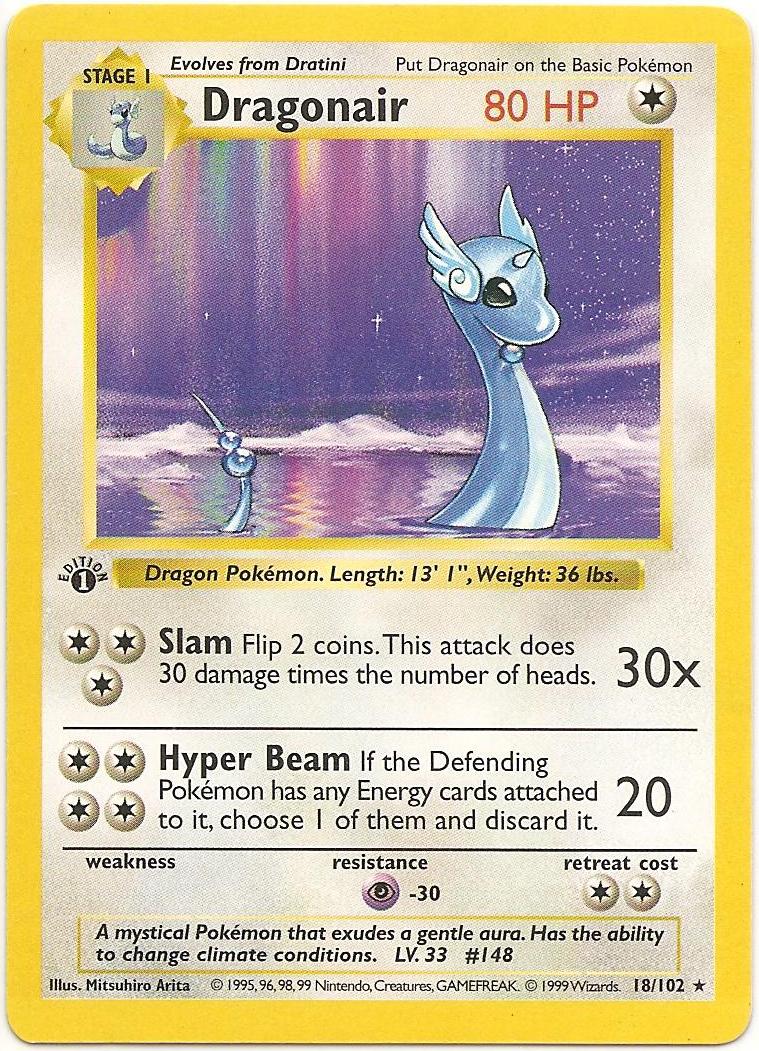 Evolves from Dratini Put Dragonair on the Basic Pokémon
STAGE 1
Dragonair 80 HP
EDITION
1
Dragon Pokémon. Length: 13' 1", Weight: 36 lbs.
Slam Flip 2 coins. This attack does
30 damage times the number of heads. 30x
Hyper Beam If the Defending
Pokémon has any Energy cards attached 20
to it, choose 1 of them and discard it.
weakness resistance retreat cost
-30
A mystical Pokémon that exudes a gentle aura. Has the ability
to change climate conditions. LV. 33 #148
Illus. Mitsuhiro Arita © 1995, 96, 98, 99 Nintendo, Creatures, GAMEFREAK. © 1999 Wizards. 18/102 ★